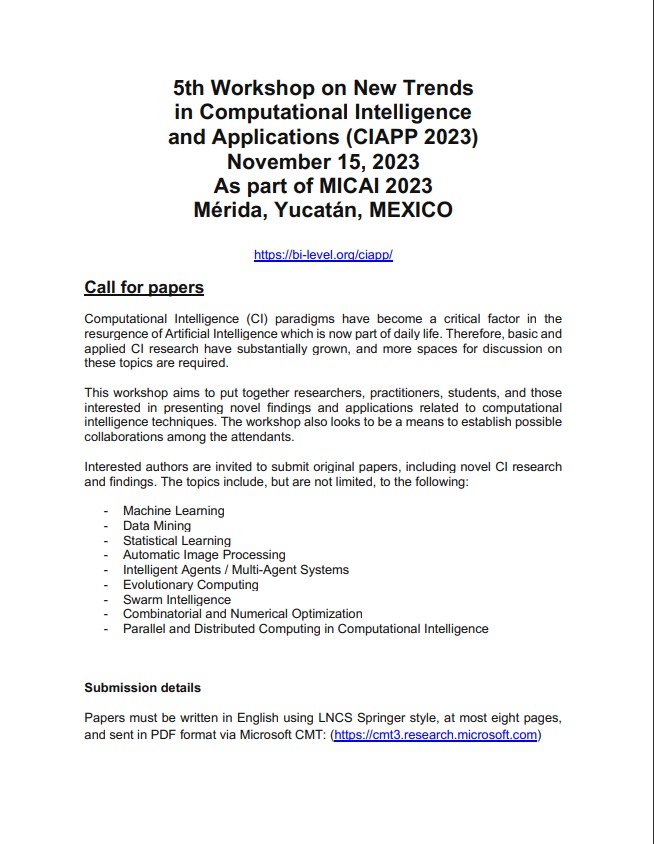 5th Workshop on New Trends
in Computational Intelligence
and Applications (CIAPP 2023)
November 15, 2023
As part of MICAI 2023
Mérida, Yucatán, MEXICO
https://bi-level.org/ciapp/
Call for papers
Computational Intelligence (CI) paradigms have become a critical factor in the
resurgence of Artificial Intelligence which is now part of daily life. Therefore, basic and
applied CI research have substantially grown, and more spaces for discussion on
these topics are required.
This workshop aims to put together researchers, practitioners, students, and those
interested in presenting novel findings and applications related to computational
intelligence techniques. The workshop also looks to be a means to establish possible
collaborations among the attendants.
Interested authors are invited to submit original papers, including novel CI research
and findings. The topics include, but are not limited, to the following:
- Machine Learning
- Data Mining
- Statistical Learning
- Automatic Image Processing
- Intelligent Agents / Multi-Agent Systems
- Evolutionary Computing
- Swarm Intelligence
- Combinatorial and Numerical Optimization
- Parallel and Distributed Computing in Computational Intelligence
Submission details
Papers must be written in English using LNCS Springer style, at most eight pages,
and sent in PDF format via Microsoft CMT: (https://cmt3.research.microsoft.com)